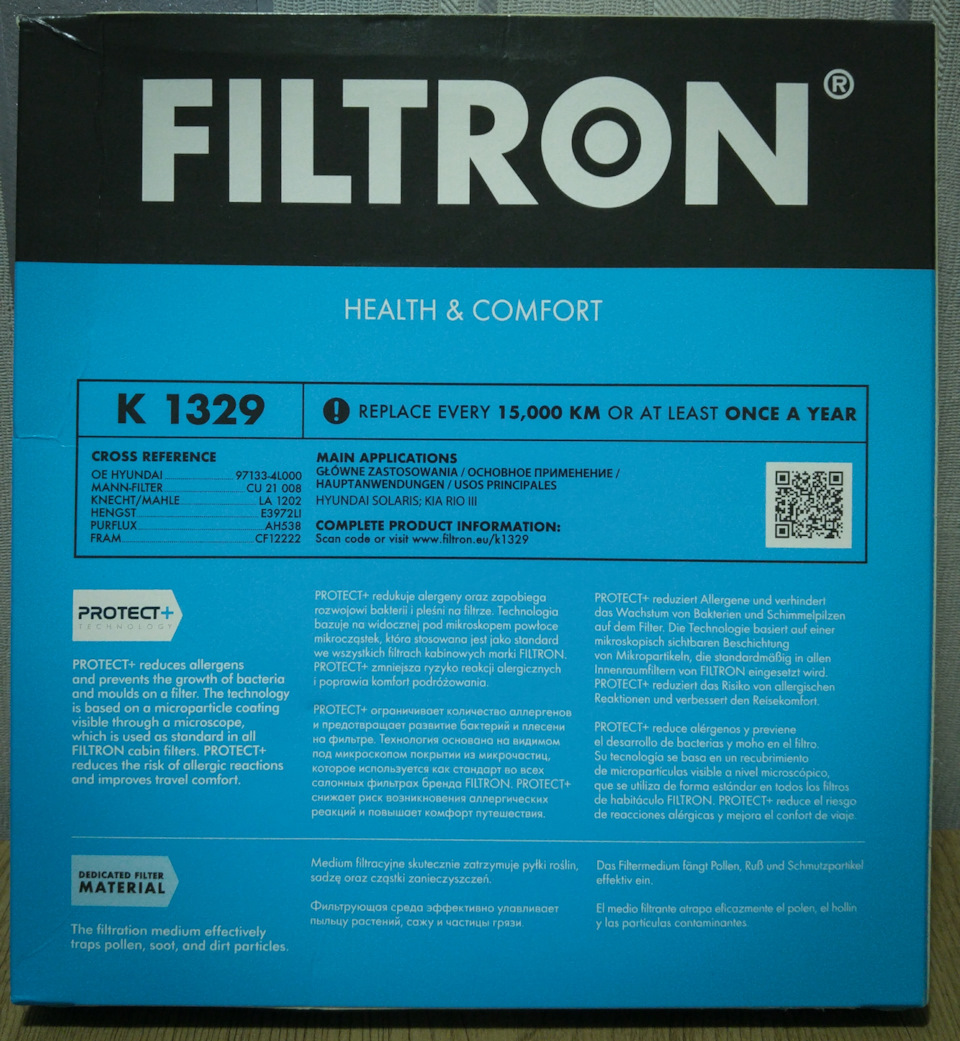 FILTRON®
HEALTH & COMFORT
K 1329
! REPLACE EVERY 15,000 KM OR AT LEAST ONCE A YEAR
CROSS REFERENCE
OE HYUNDAI 97133-4L000
MANN-FILTER CU 21 008
KNECHT/MAHLE LA 1202
HENGST E3972LI
PURFLUX AH538
FRAM CF12222
MAIN APPLICATIONS
GŁÓWNE ZASTOSOWANIA / ОСНОВНОЕ ПРИМЕНЕНИЕ /
HAUPTANWENDUNGEN / USOS PRINCIPALES
HYUNDAI SOLARIS; KIA RIO III
COMPLETE PRODUCT INFORMATION:
Scan code or visit www.filtron.eu/k1329
PROTECT+
TECHNOLOGY
PROTECT+ reduces allergens
and prevents the growth of bacteria
and moulds on a filter. The technology
is based on a microparticle coating
visible through a microscope,
which is used as standard in all
FILTRON cabin filters. PROTECT+
reduces the risk of allergic reactions
and improves travel comfort.
PROTECT+ redukuje alergeny oraz zapobiega
rozwojowi bakterii i pleśni na filtrze. Technologia
bazuje na widocznej pod mikroskopem powłoce
mikrocząstek, która stosowana jest jako standard
we wszystkich filtrach kabinowych marki FILTRON.
PROTECT+ zmniejsza ryzyko reakcji alergicznych
i poprawia komfort podróżowania.
PROTECT+ ограничивает количество аллергенов
и предотвращает развитие бактерий и плесени
на фильтре. Технология основано на видимом
под микроскопом покрытии из микрочастиц,
которое используется как стандарт во всех
салонных фильтрах бренда FILTRON. PROTECT+
снижает риск возникновения аллергических
реакций и повышает комфорт путешествия.
PROTECT+ reduziert Allergene und verhindert
das Wachstum von Bakterien und Schimmelpilzen
auf dem Filter. Die Technologie basiert auf einer
mikroskopisch sichtbaren Beschichtung
von Mikropartikeln, die standardmäßig in allen
Innenraumfiltern von FILTRON eingesetzt wird.
PROTECT+ reduziert das Risiko von allergischen
Reaktionen und verbessert den Reisekomfort.
PROTECT+ reduce alérgenos y previene
el desarrollo de bacterias y moho en el filtro.
Su tecnología se basa en un recubrimiento
de micropartículas visible a nivel microscópico,
que se utiliza de forma estándar en todos los filtros
de habitáculo FILTRON. PROTECT+ reduce el riesgo
de reacciones alérgicas y mejora el confort de viaje.
DEDICATED FILTER
MATERIAL
The filtration medium effectively
traps pollen, soot, and dirt particles.
Medium filtracyjne skutecznie zatrzymuje pyłki roślin,
sadzę oraz cząstki zanieczyszczeń.
Фильтрующая среда эффективно улавливает
пыльцу растений, сажу и частицы грязи.
Das Filtermedium fängt Pollen, Ruß und Schmutzpartikel
effektiv ein.
El medio filtrante atrapa eficazmente el polen, el hollín
y las partículas contaminantes.